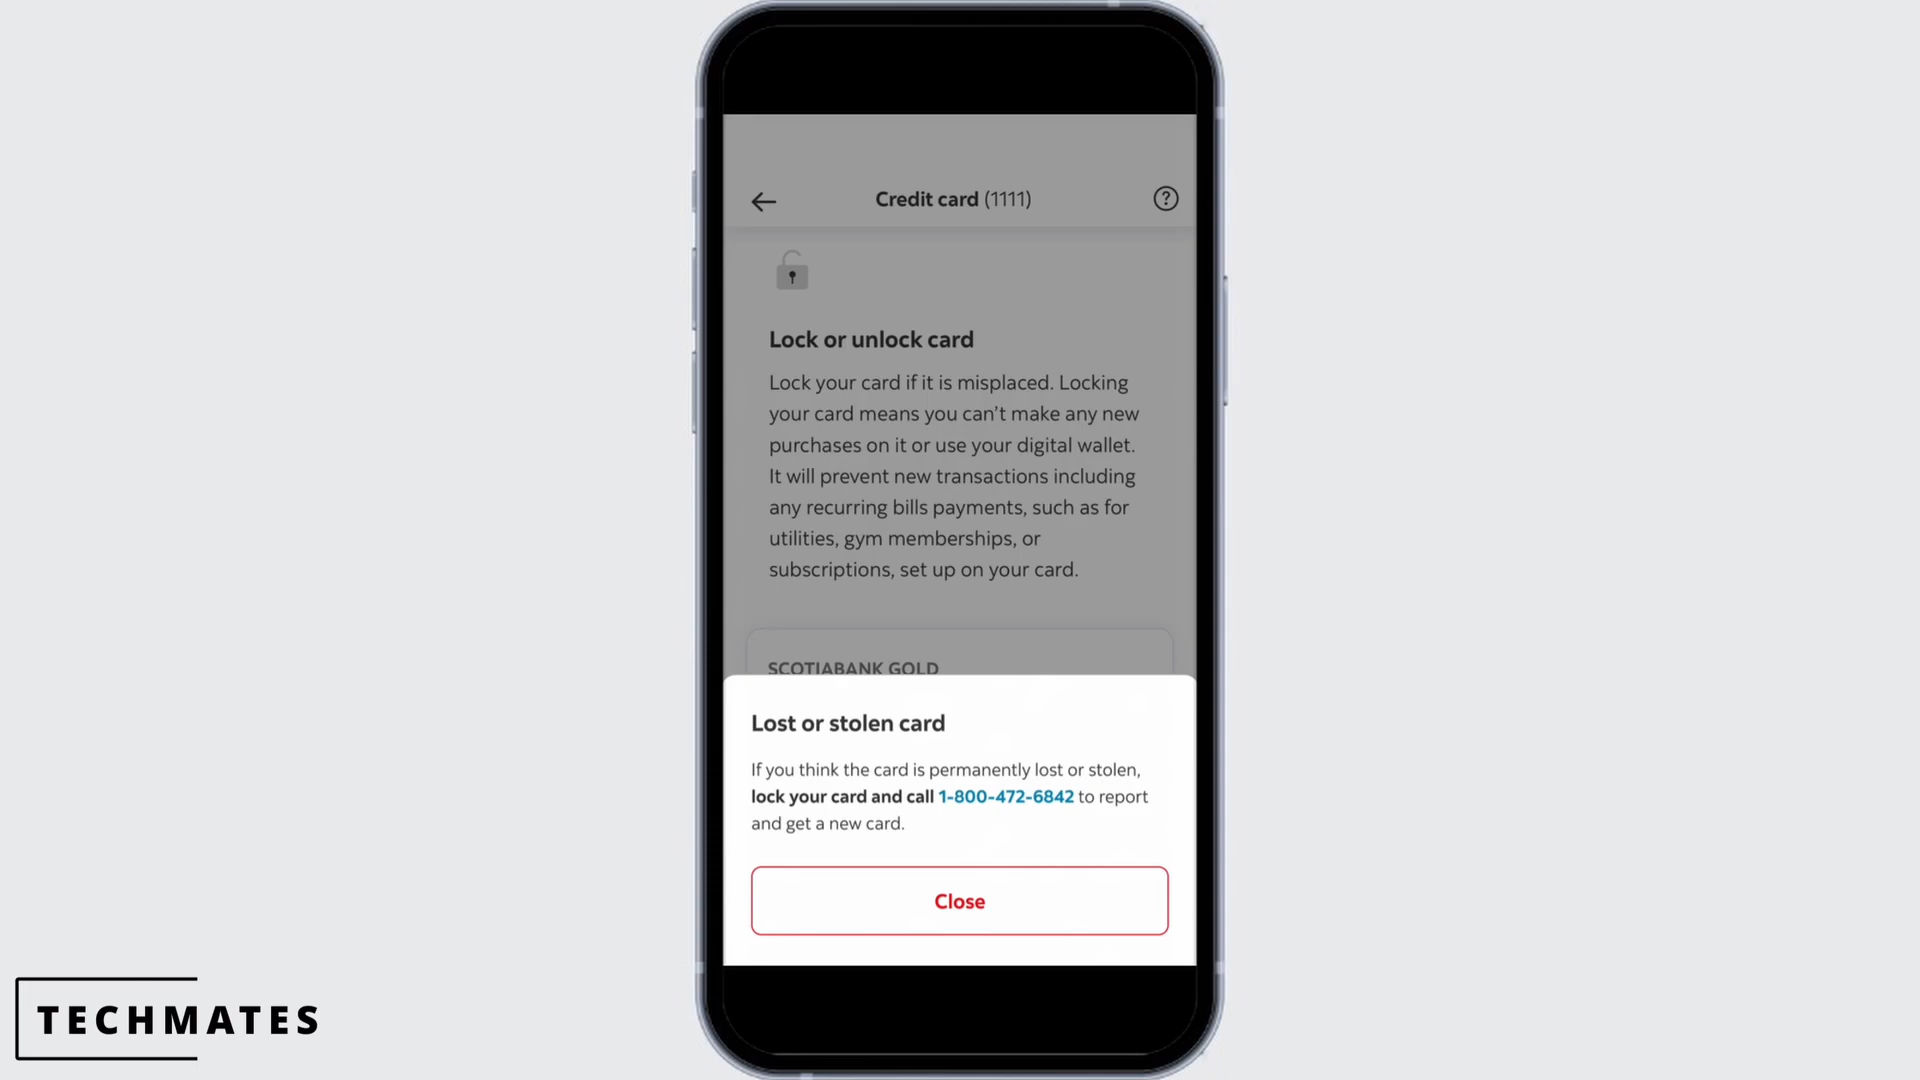 Credit card (1111)
Lock or unlock card
Lock your card if it is misplaced. Locking
your card means you can't make any new
purchases on it or use your digital wallet.
It will prevent new transactions including
any recurring bills payments, such as for
utilities, gym memberships, or
subscriptions, set up on your card.
SCOTIABANK GOLD
Lost or stolen card
If you think the card is permanently lost or stolen,
lock your card and call 1-800-472-6842 to report
and get a new card.
Close
TECHMATES